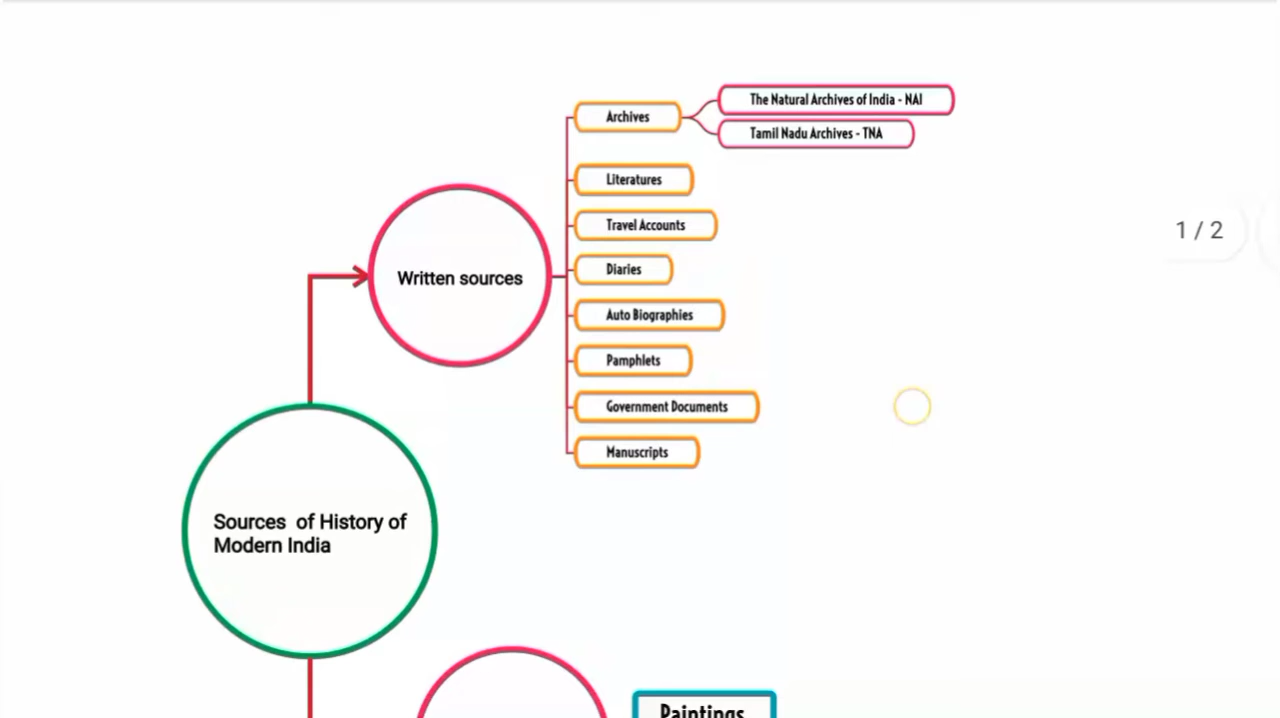 The Natural Archives of India - NAI
Archives
Tamil Nadu Archives - TNA
Literatures
1 / 2
Travel Accounts
Diaries
Written sources
Auto Biographies
Pamphlets
Government Documents
Manuscripts
Sources of History of
Modern India
Paintings